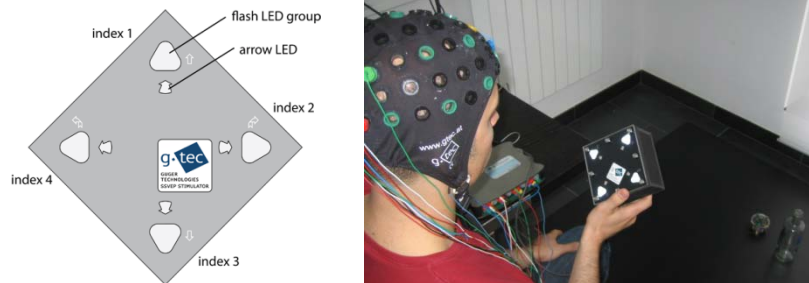 flash LED group
index 1
arrow LED
index 2
g.tec
GUGER
TECHNOLOGIES
SSVEP STIMULATOR
index 4
index 3
www.gtec.at
g.tec